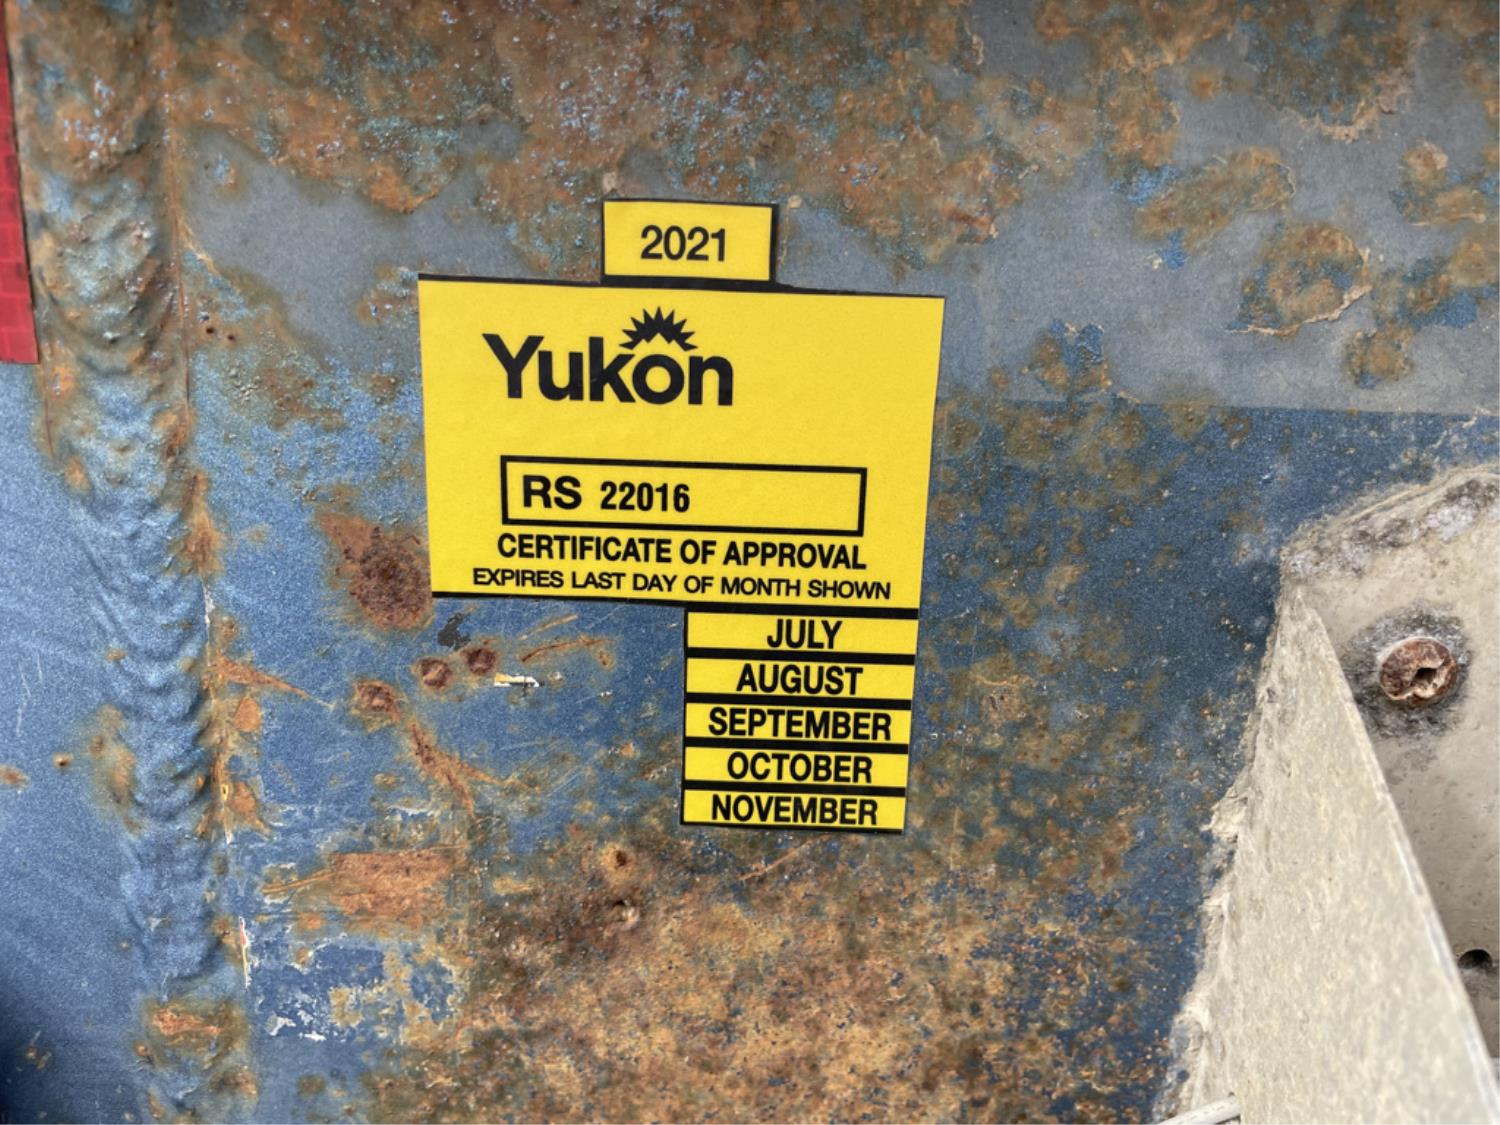 2021
Yukon
RS 22016
CERTIFICATE OF APPROVAL
EXPIRES LAST DAY OF MONTH SHOWN
JULY
AUGUST
SEPTEMBER
OCTOBER
NOVEMBER